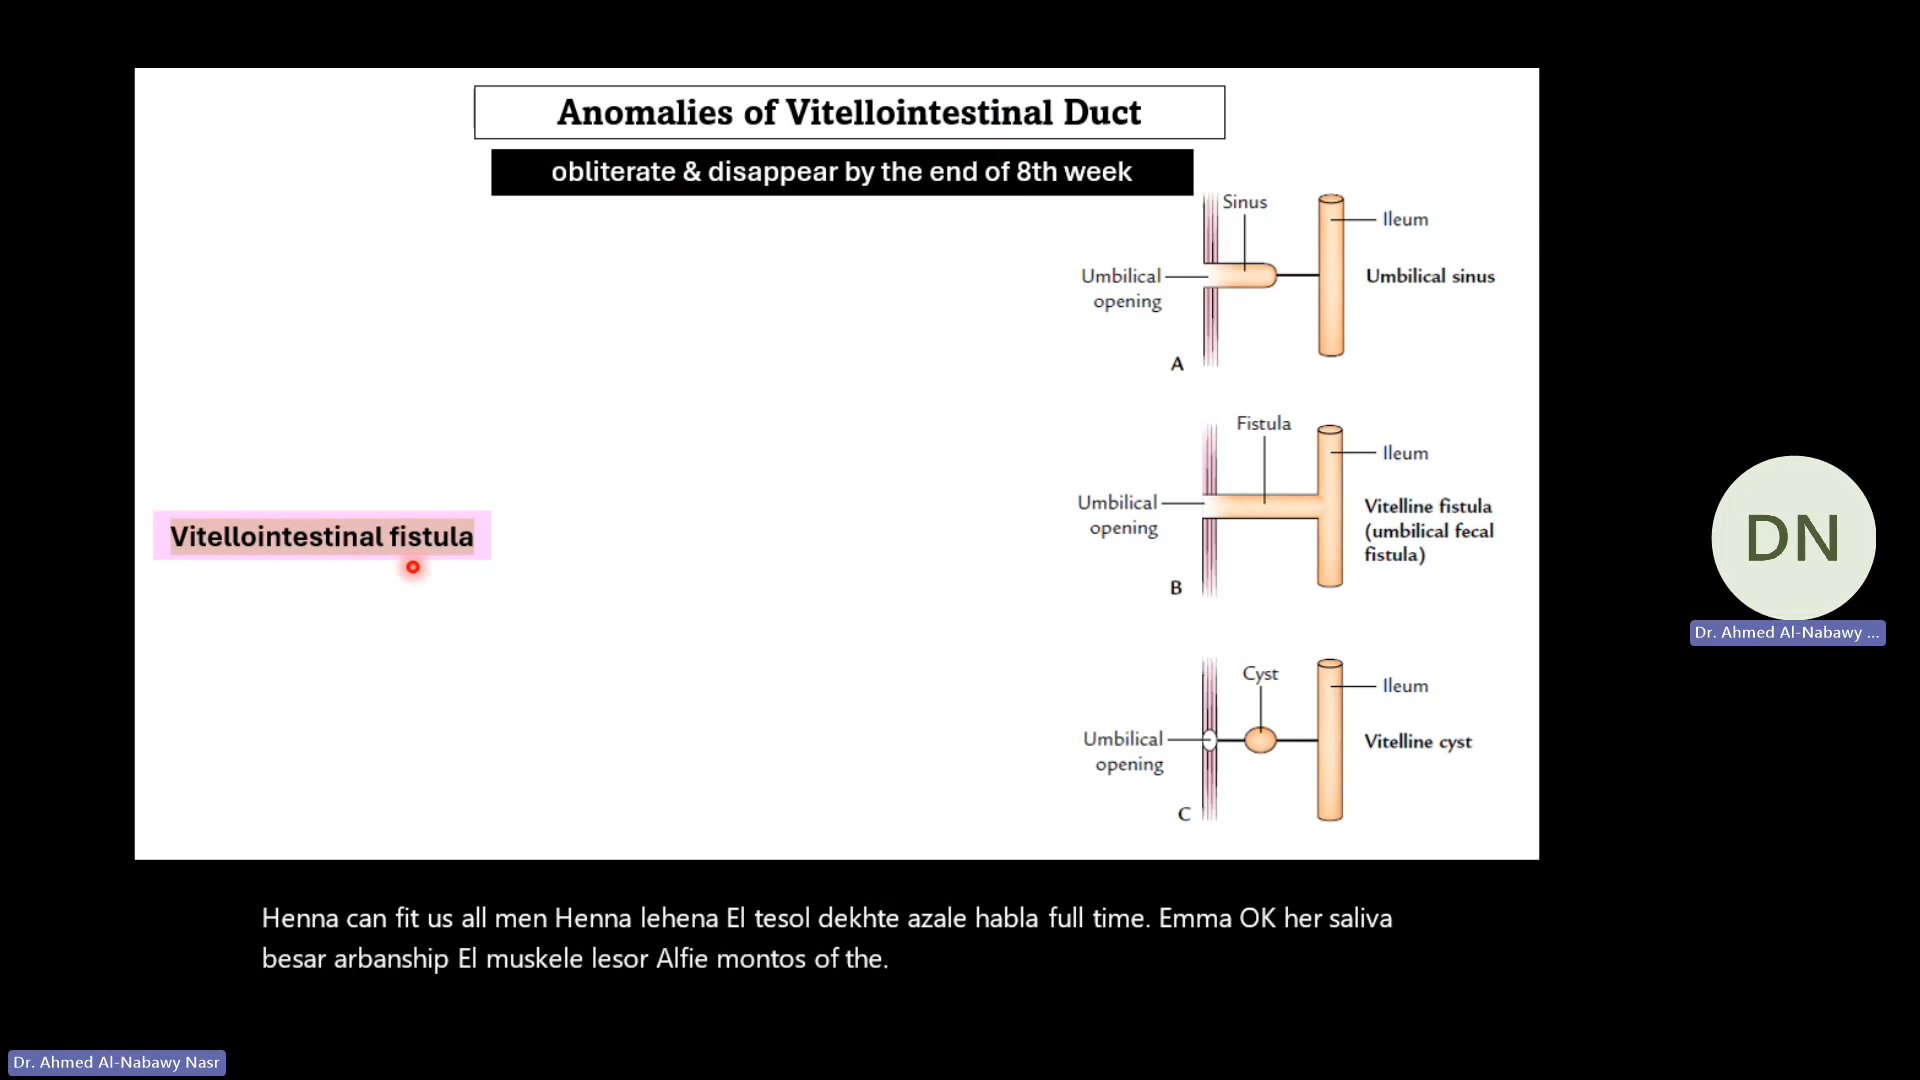 Anomalies of Vitellointestinal Duct
obliterate & disappear by the end of 8th week
Sinus
Ileum
Umbilical
opening
Umbilical sinus
A
Fistula
Ileum
Umbilical
opening
Vitelline fistula
(umbilical fecal
fistula)
B
Vitellointestinal fistula
Cyst
Ileum
Umbilical
opening
Vitelline cyst
C
DN
Dr. Ahmed Al-Nabawy ...
Henna can fit us all men Henna lehena El tesol dekhte azale habla full time. Emma OK her saliva
besar arbanship El muskele lesor Alfie montos of the.
Dr. Ahmed Al-Nabawy Nasr